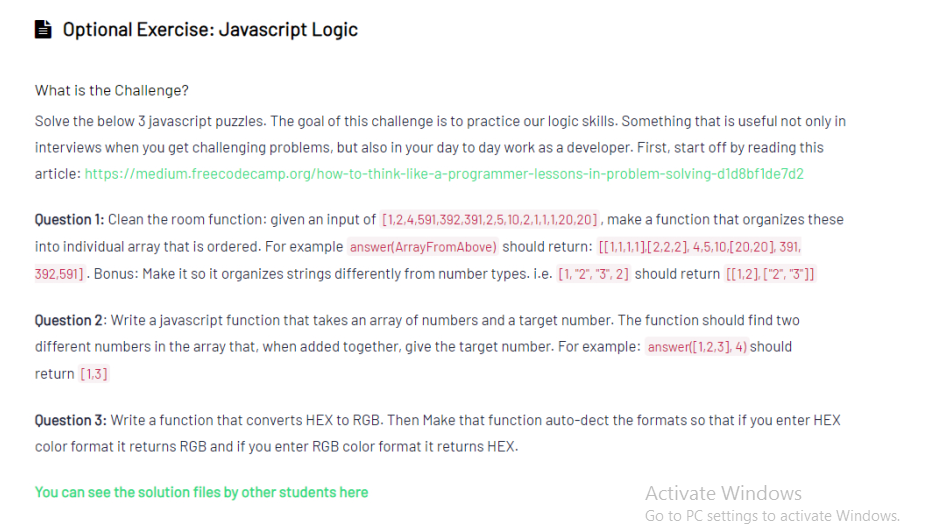 Optional Exercise: Javascript Logic
What is the Challenge?
Solve the below 3 javascript puzzles. The goal of this challenge is to practice our logic skills. Something that is useful not only in
interviews when you get challenging problems, but also in your day to day work as a developer. First, start off by reading this
article: https://medium.freecodecamp.org/how-to-think-like-a-programmer-lessons-in-problem-solving-d1d8bf1de7d2
Question 1: Clean the room function: given an input of [1,2,4,591,392,391,2,5,10,2,1,1,1,20,20] , make a function that organizes these
into individual array that is ordered. For example answer(ArrayFromAbove) should return: [[1,1,1,1],[2,2,2], 4,5,10,[20,20], 391,
392,591] . Bonus: Make it so it organizes strings differently from number types. i.e. [1, "2", "3", 2] should return [[1,2], ["2", "3"]]
Question 2: Write a javascript function that takes an array of numbers and a target number. The function should find two
different numbers in the array that, when added together, give the target number. For example: answer([1,2,3], 4) should
return [1,3]
Question 3: Write a function that converts HEX to RGB. Then Make that function auto-dect the formats so that if you enter HEX
color format it returns RGB and if you enter RGB color format it returns HEX.
You can see the solution files by other students here
Activate Windows
Go to PC settings to activate Windows.